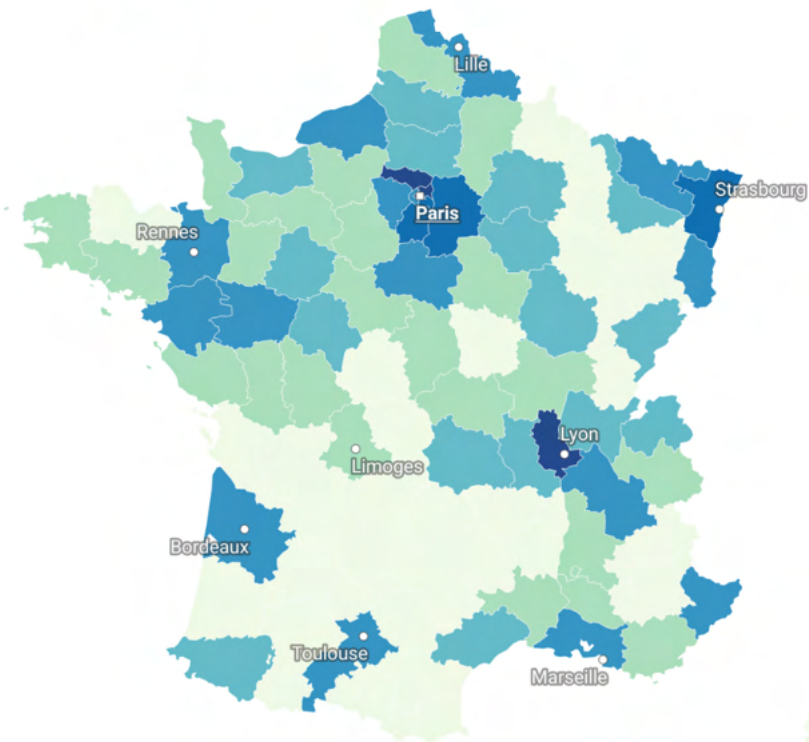 Lille
Strasbourg
Paris
Rennes
Lyon
Limoges
Bordeaux
Toulouse
Marseille